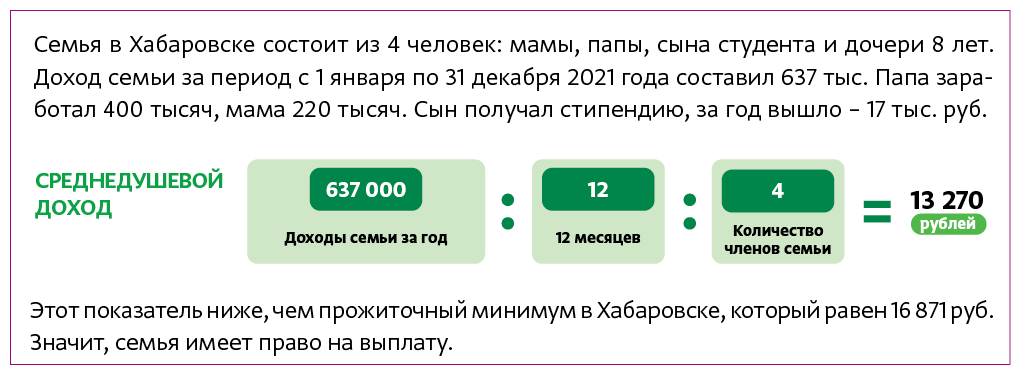 Семья в Хабаровске состоит из 4 человек: мамы, папы, сына студента и дочери 8 лет.
Доход семьи за период с 1 января по 31 декабря 2021 года составил 637 тыс. Папа зара-
ботал 400 тысяч, мама 220 тысяч. Сын получал стипендию, за год вышло – 17 тыс. руб.
СРЕДНЕДУШЕВОЙ
ДОХОД
637 000
Доходы семьи за год
:
12
12 месяцев
:
4
Количество
членов семьи
=
13 270
рублей
Этот показатель ниже, чем прожиточный минимум в Хабаровске, который равен 16 871 руб.
Значит, семья имеет право на выплату.